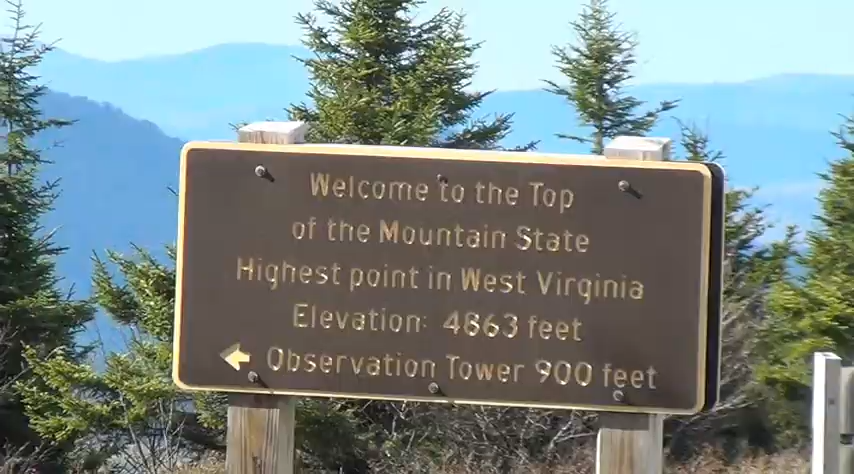 Welcome to the Top
of the Mountain State
Highest point in West Virginia
Elevation: 4863 feet
Observation Tower 900 feet